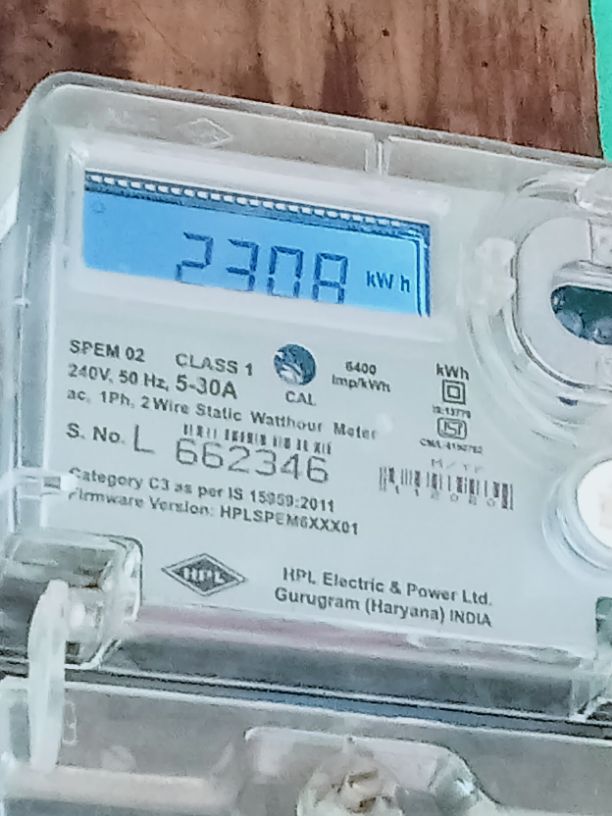 2308 kWh
SPEM 02 CLASS 1
240V, 50 Hz, 5-30A
CAL
6400
Imp/kWh
kWh
ac, 1Ph, 2 Wire Static Watthour Meter
S. No. L 662346
M/YR
Category C3 as per IS 15959:2011
Firmware Version: HPLSPEM6XXX01
HPL
HPL Electric & Power Ltd.
Gurugram (Haryana) INDIA